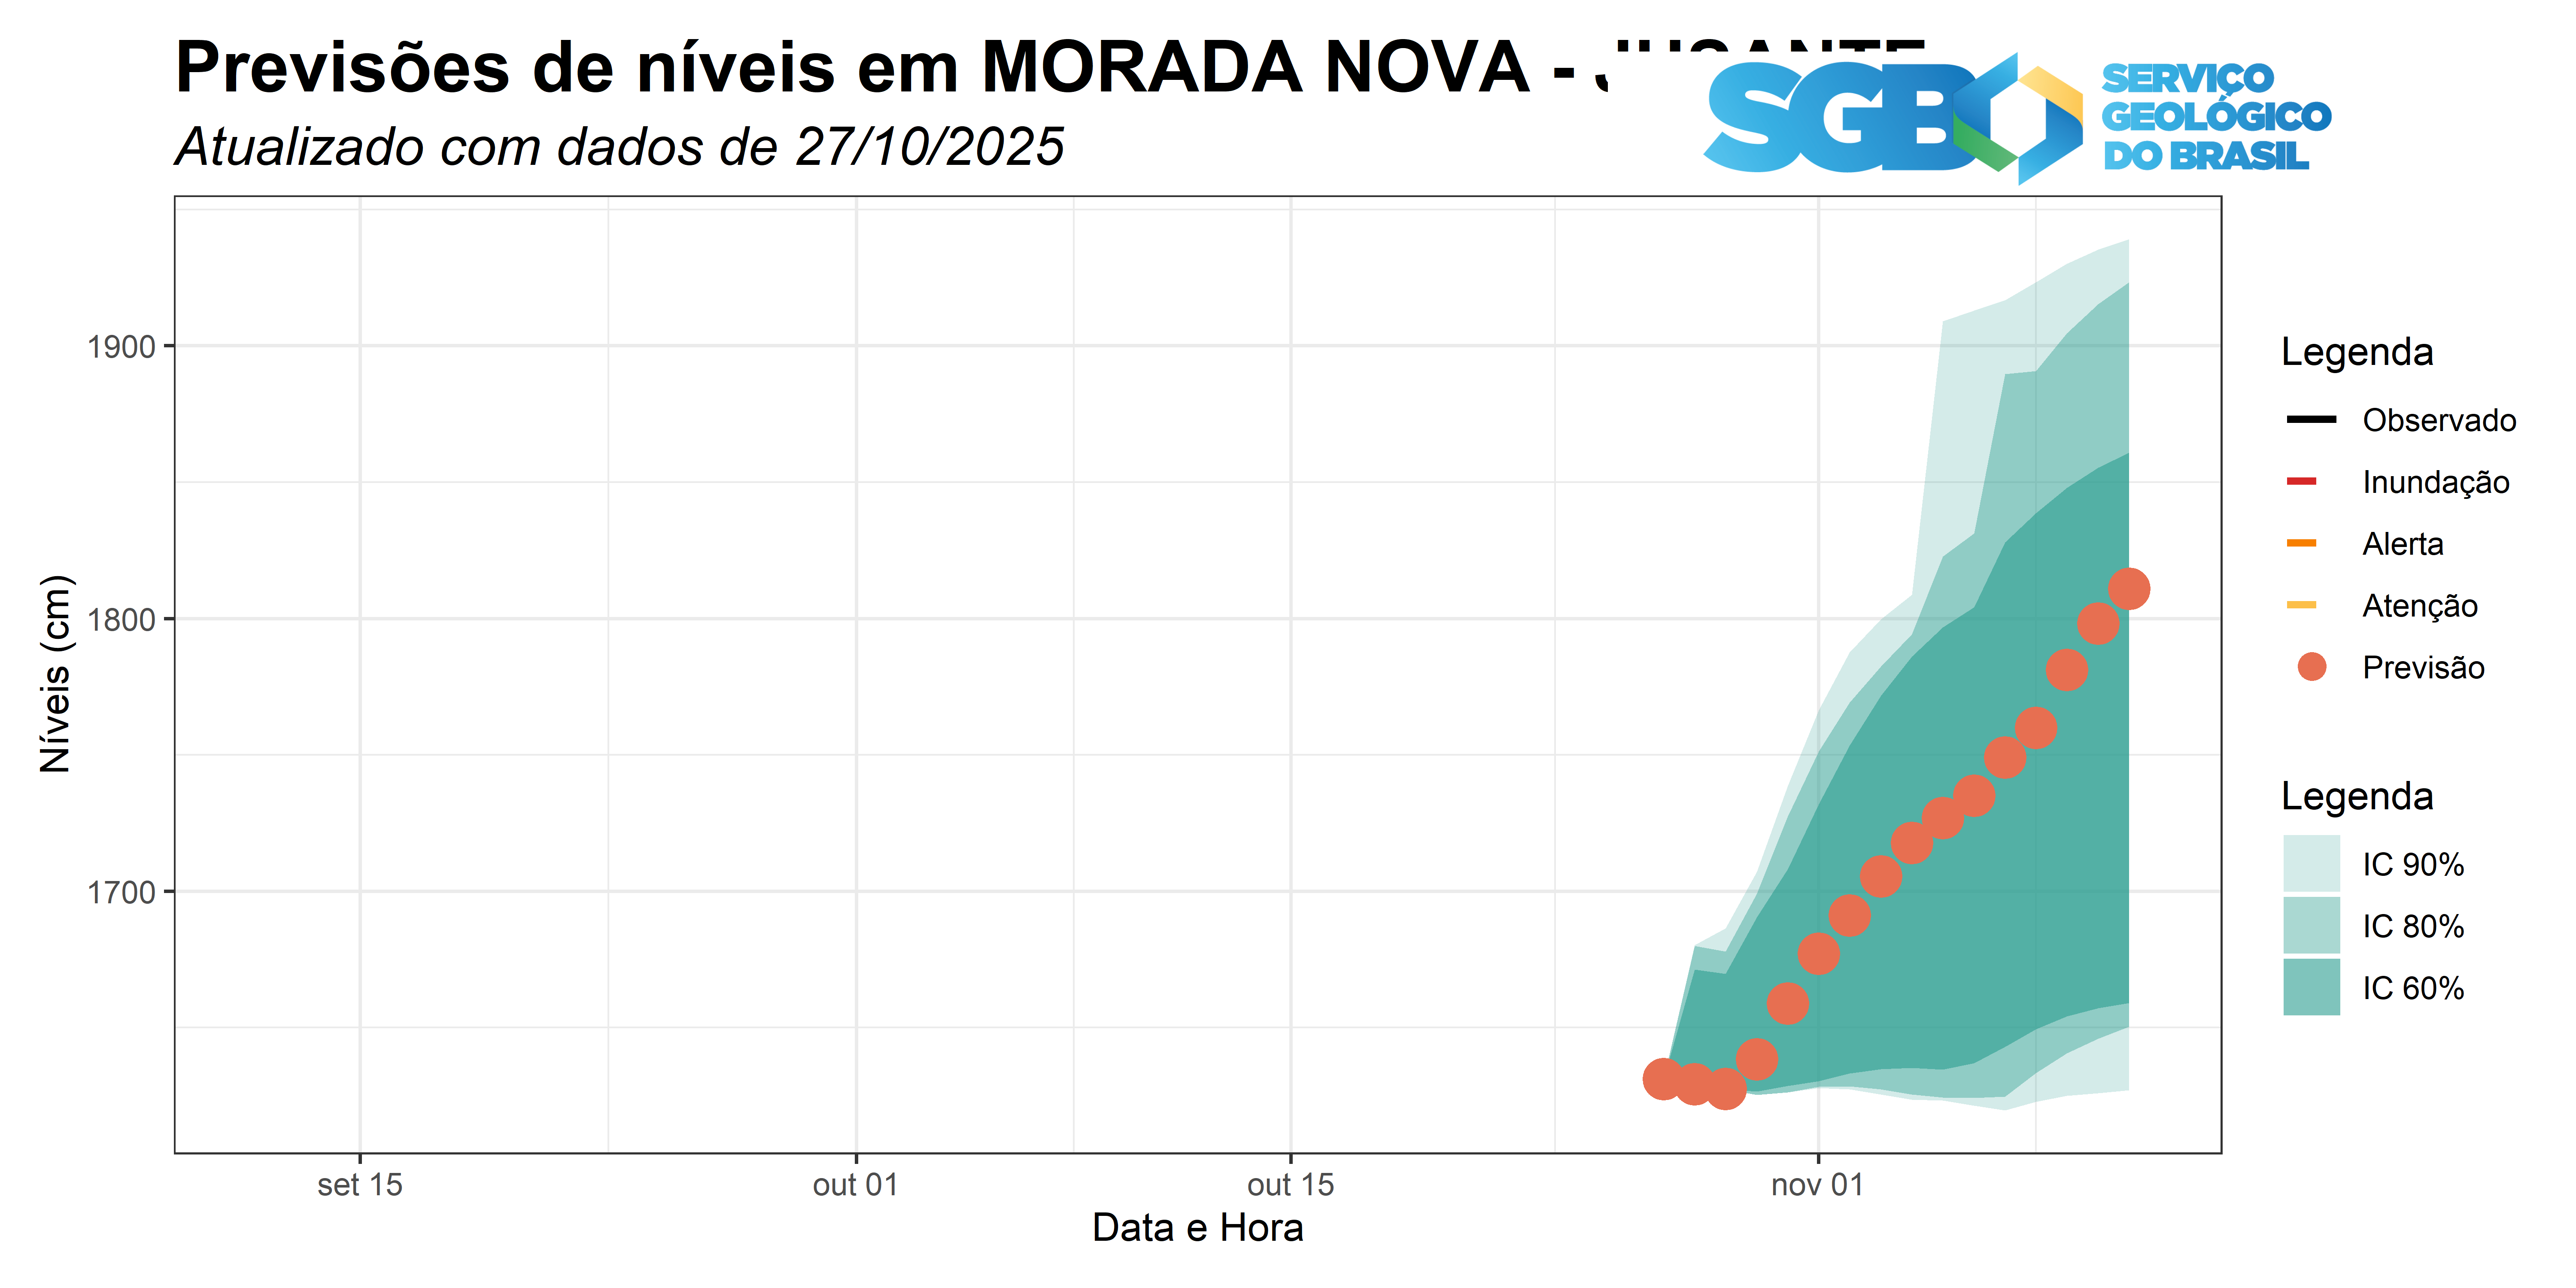 Previsões de níveis em MORADA NOVA - JUSANTE
Atualizado com dados de 27/10/2025
SGB
SERVIÇO
GEOLÓGICO
DO BRASIL
Níveis (cm)
1900
1800
1700
set 15
out 01
out 15
nov 01
Data e Hora
Legenda
Observado
Inundação
Alerta
Atenção
Previsão
Legenda
IC 90%
IC 80%
IC 60%